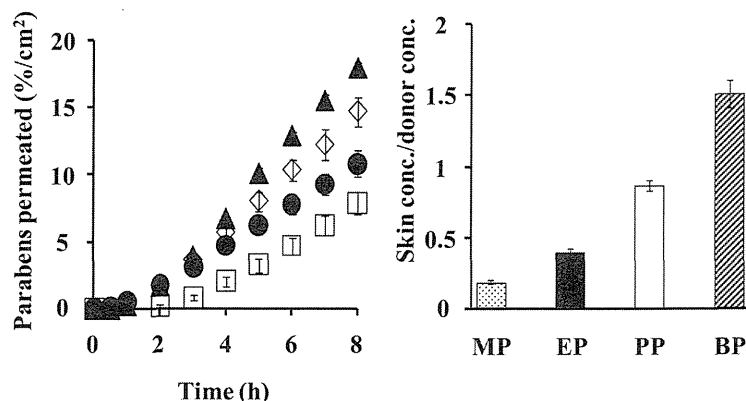 Parabens permeated (%/cm²)
20
15
10
5
0
0 2 4 6 8
Time (h)
Skin conc./donor conc.
2
1.5
1
0.5
0
MP EP PP BP